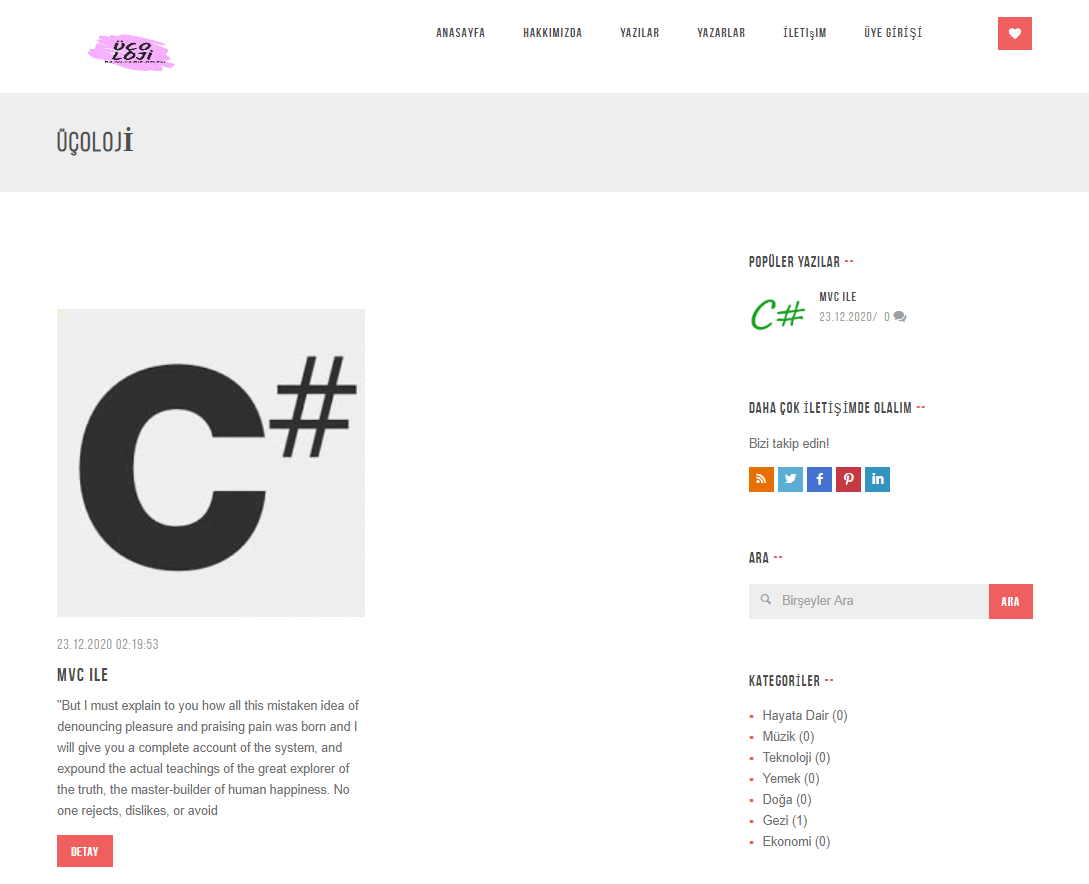 ÜÇO
LOJİ
ANASAYFA HAKKIMIZDA YAZILAR YAZARLAR İLETIşIM ÜYE GİRİŞİ
ÜÇOLOJİ
C#
23.12.2020 02:19:53
MVC ILE
"But I must explain to you how all this mistaken idea of
denouncing pleasure and praising pain was born and I
will give you a complete account of the system, and
expound the actual teachings of the great explorer of
the truth, the master-builder of human happiness. No
one rejects, dislikes, or avoid
DETAY
POPÜLER YAZILAR --
C#
MVC ILE
23.12.2020/ 0
DAHA ÇOK İLETİŞİMDE OLALIM --
Bizi takip edin!
ARA --
Birşeyler Ara
ARA
KATEGORİLER --
Hayata Dair (0)
Müzik (0)
Teknoloji (0)
Yemek (0)
Doğa (0)
Gezi (1)
Ekonomi (0)